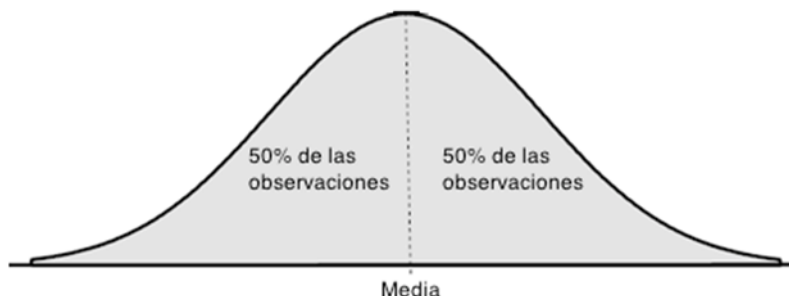 50% de las
observaciones
50% de las
observaciones
Media